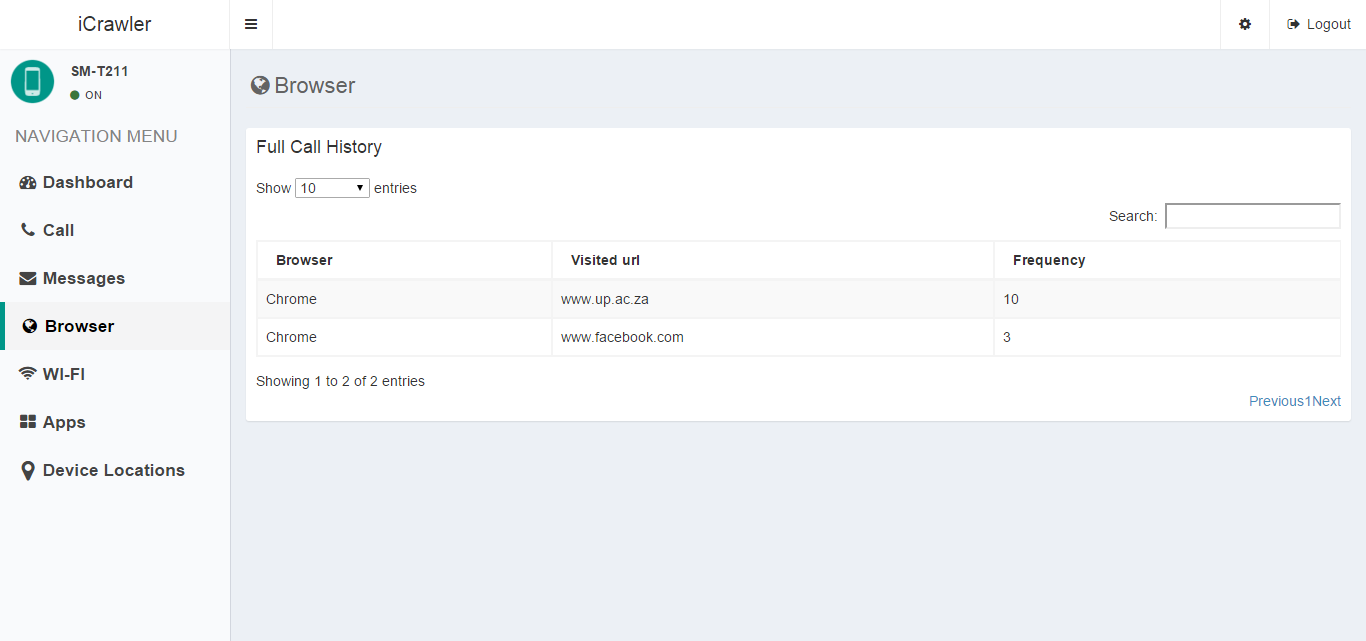 iCrawler
Logout
SM-T211
ON
NAVIGATION MENU
Dashboard
Call
Messages
Browser
WI-FI
Apps
Device Locations
Browser
Full Call History
Show 10 entries
Search:
Browser Visited url Frequency
Chrome www.up.ac.za 10
Chrome www.facebook.com 3
Showing 1 to 2 of 2 entries
Previous1Next